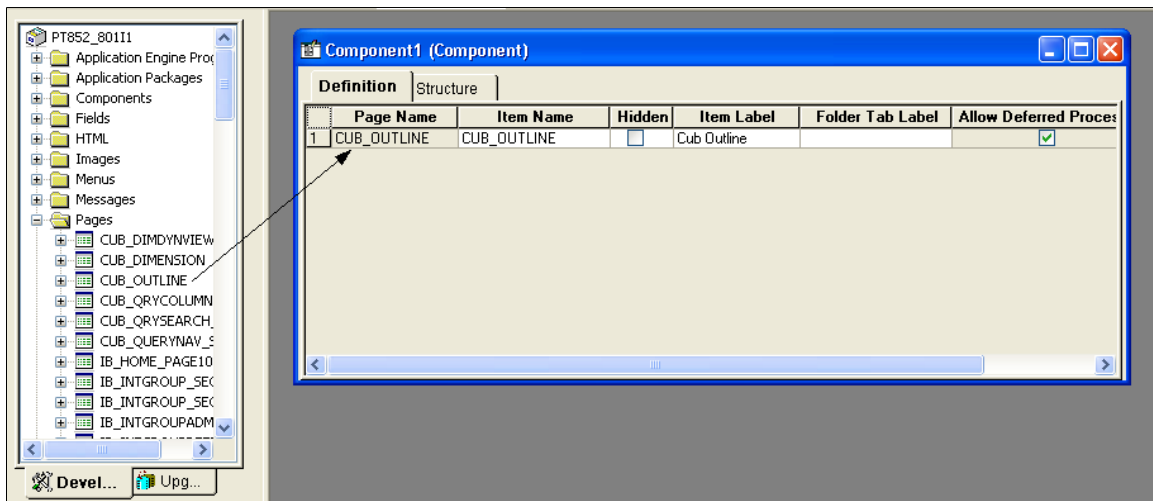 PT852_801I1
Application Engine Prog
Application Packages
Components
Fields
HTML
Images
Menus
Messages
Pages
CUB_DIMDYNVIEW
CUB_DIMENSION
CUB_OUTLINE
CUB_QRYCOLUMN
CUB_QRYSEARCH_
CUB_QUERYNAV_S
IB_HOME_PAGE10
IB_INTGROUP_SEC
IB_INTGROUP_SEC
IB_INTGROUPADM
Devel... Upg...
Component1 (Component)
Definition Structure
Page Name Item Name Hidden Item Label Folder Tab Label Allow Deferred Proces
1 CUB_OUTLINE CUB_OUTLINE Cub Outline